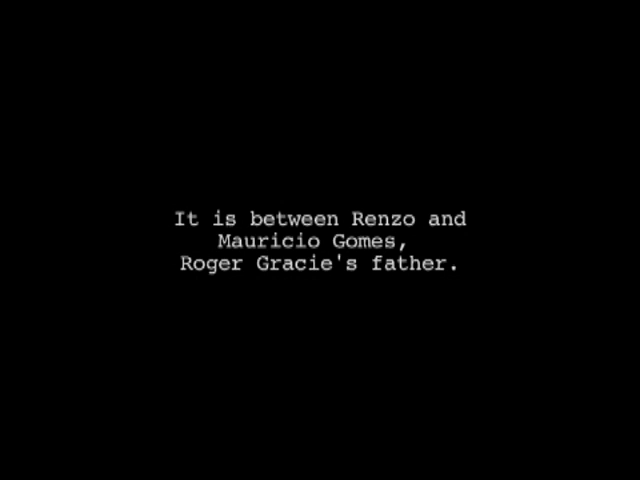 It is between Renzo and
Mauricio Gomes,
Roger Gracie's father.